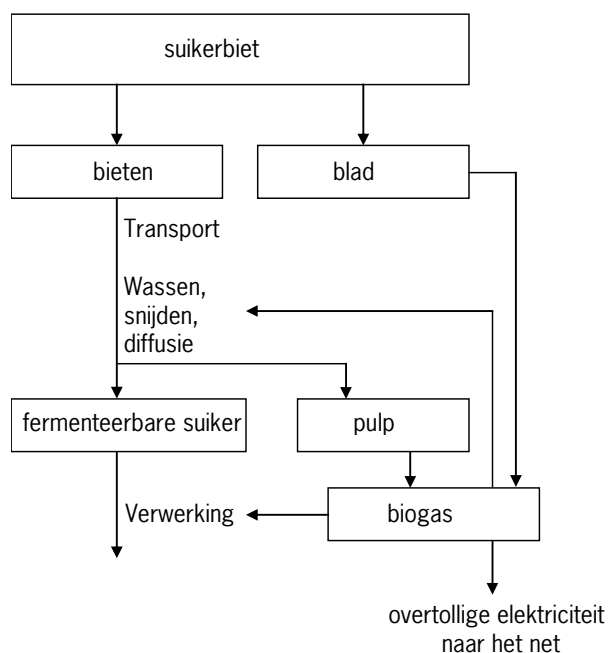 suikerbiet
bieten
blad
Transport
Wassen,
snijden,
diffusie
fermenteerbare suiker
pulp
Verwerking
biogas
overtollige elektriciteit
naar het net